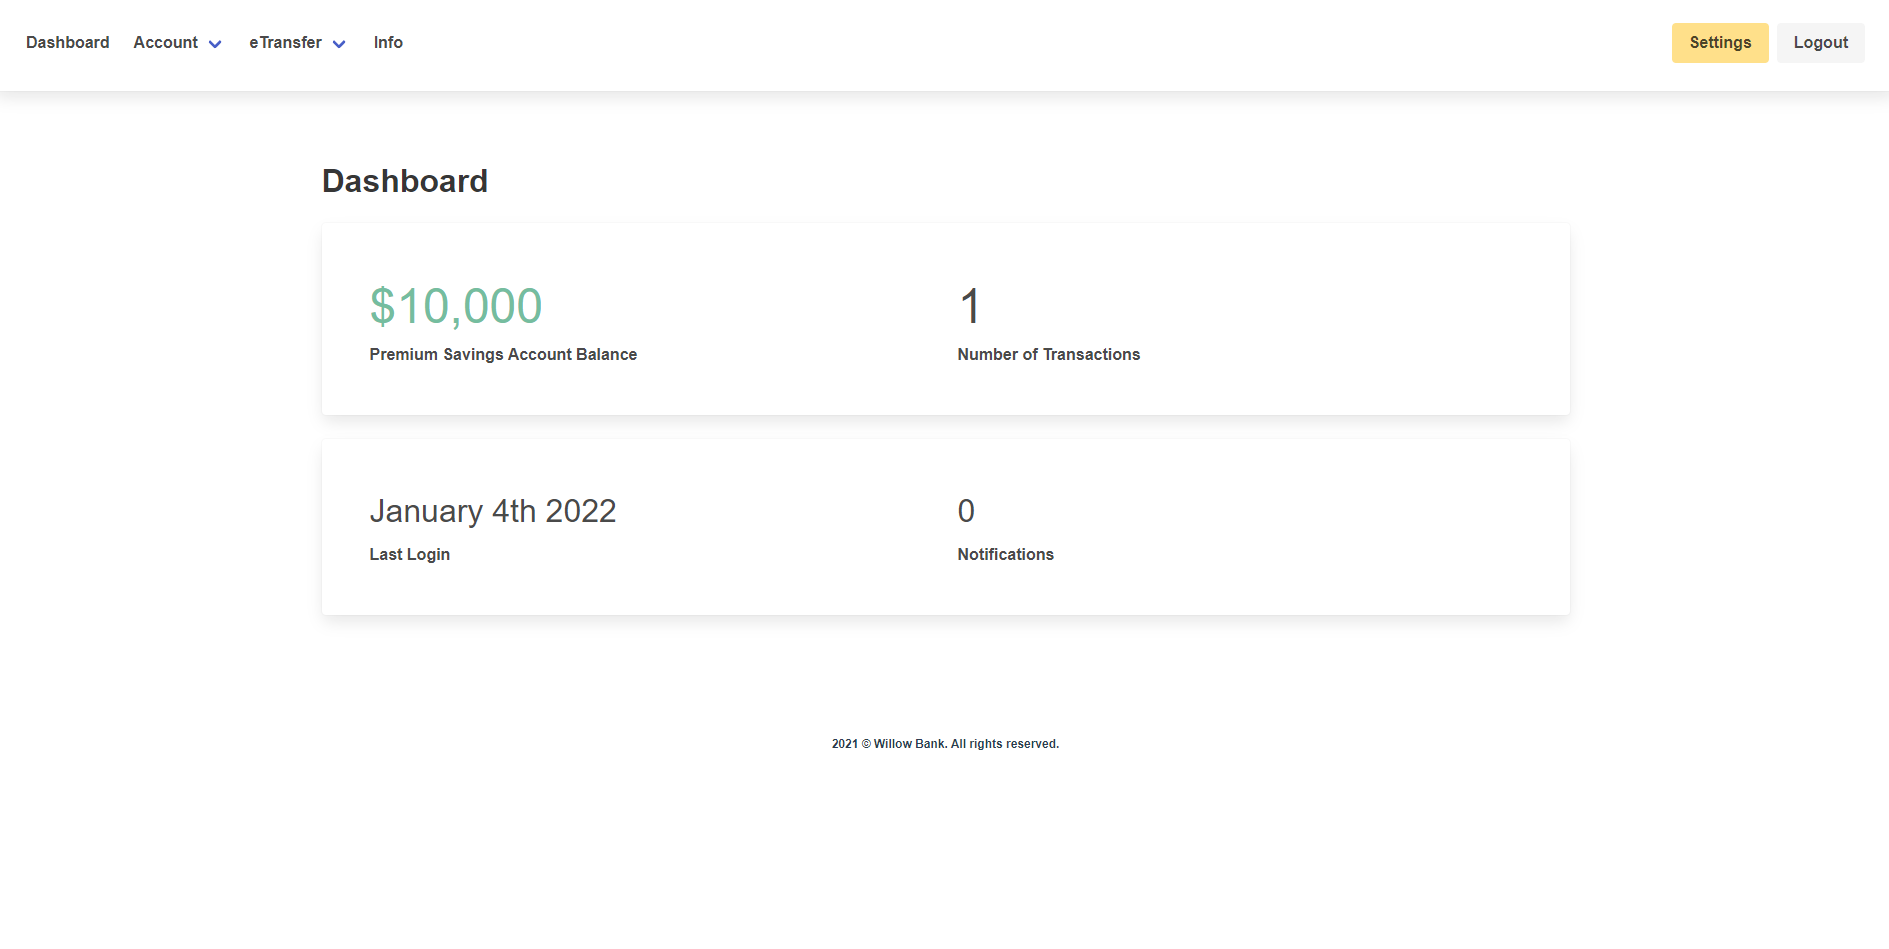 Dashboard Account eTransfer Info Settings Logout
Dashboard
$10,000 1
Premium Savings Account Balance Number of Transactions
January 4th 2022 0
Last Login Notifications
2021 © Willow Bank. All rights reserved.